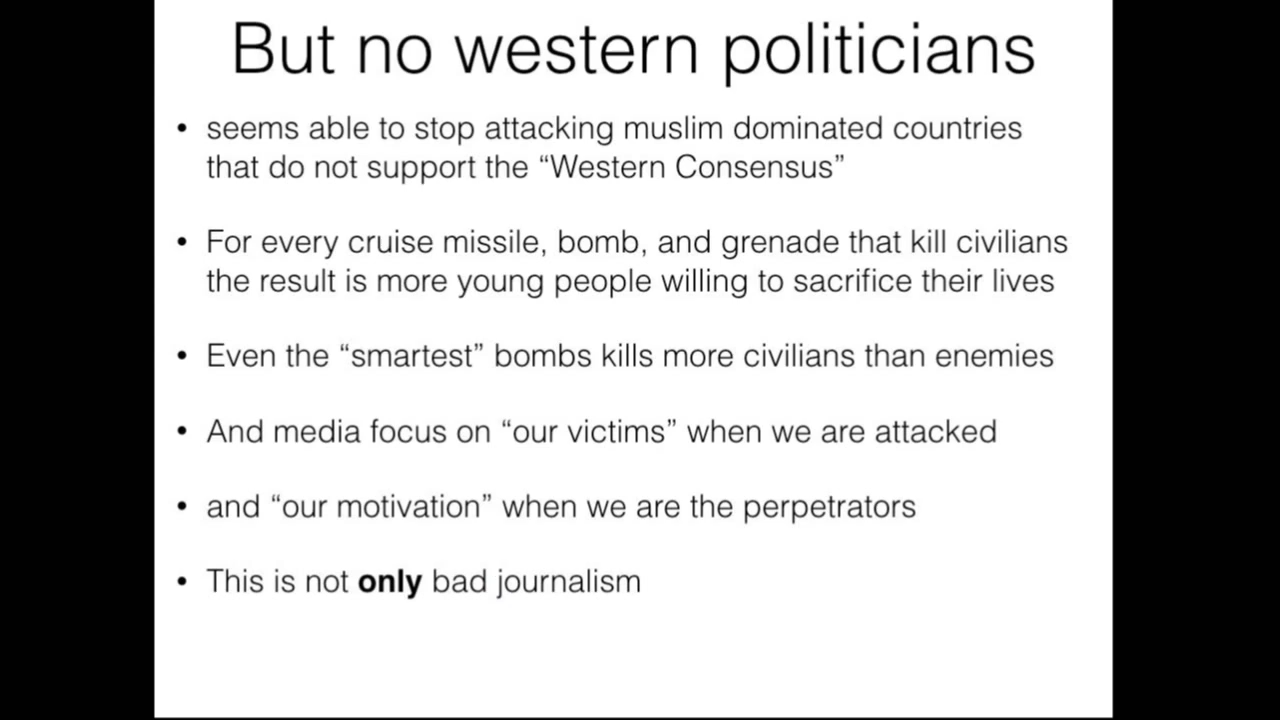 But no western politicians
• seems able to stop attacking muslim dominated countries
that do not support the “Western Consensus”
• For every cruise missile, bomb, and grenade that kill civilians
the result is more young people willing to sacrifice their lives
• Even the “smartest” bombs kills more civilians than enemies
• And media focus on “our victims” when we are attacked
• and “our motivation” when we are the perpetrators
• This is not only bad journalism